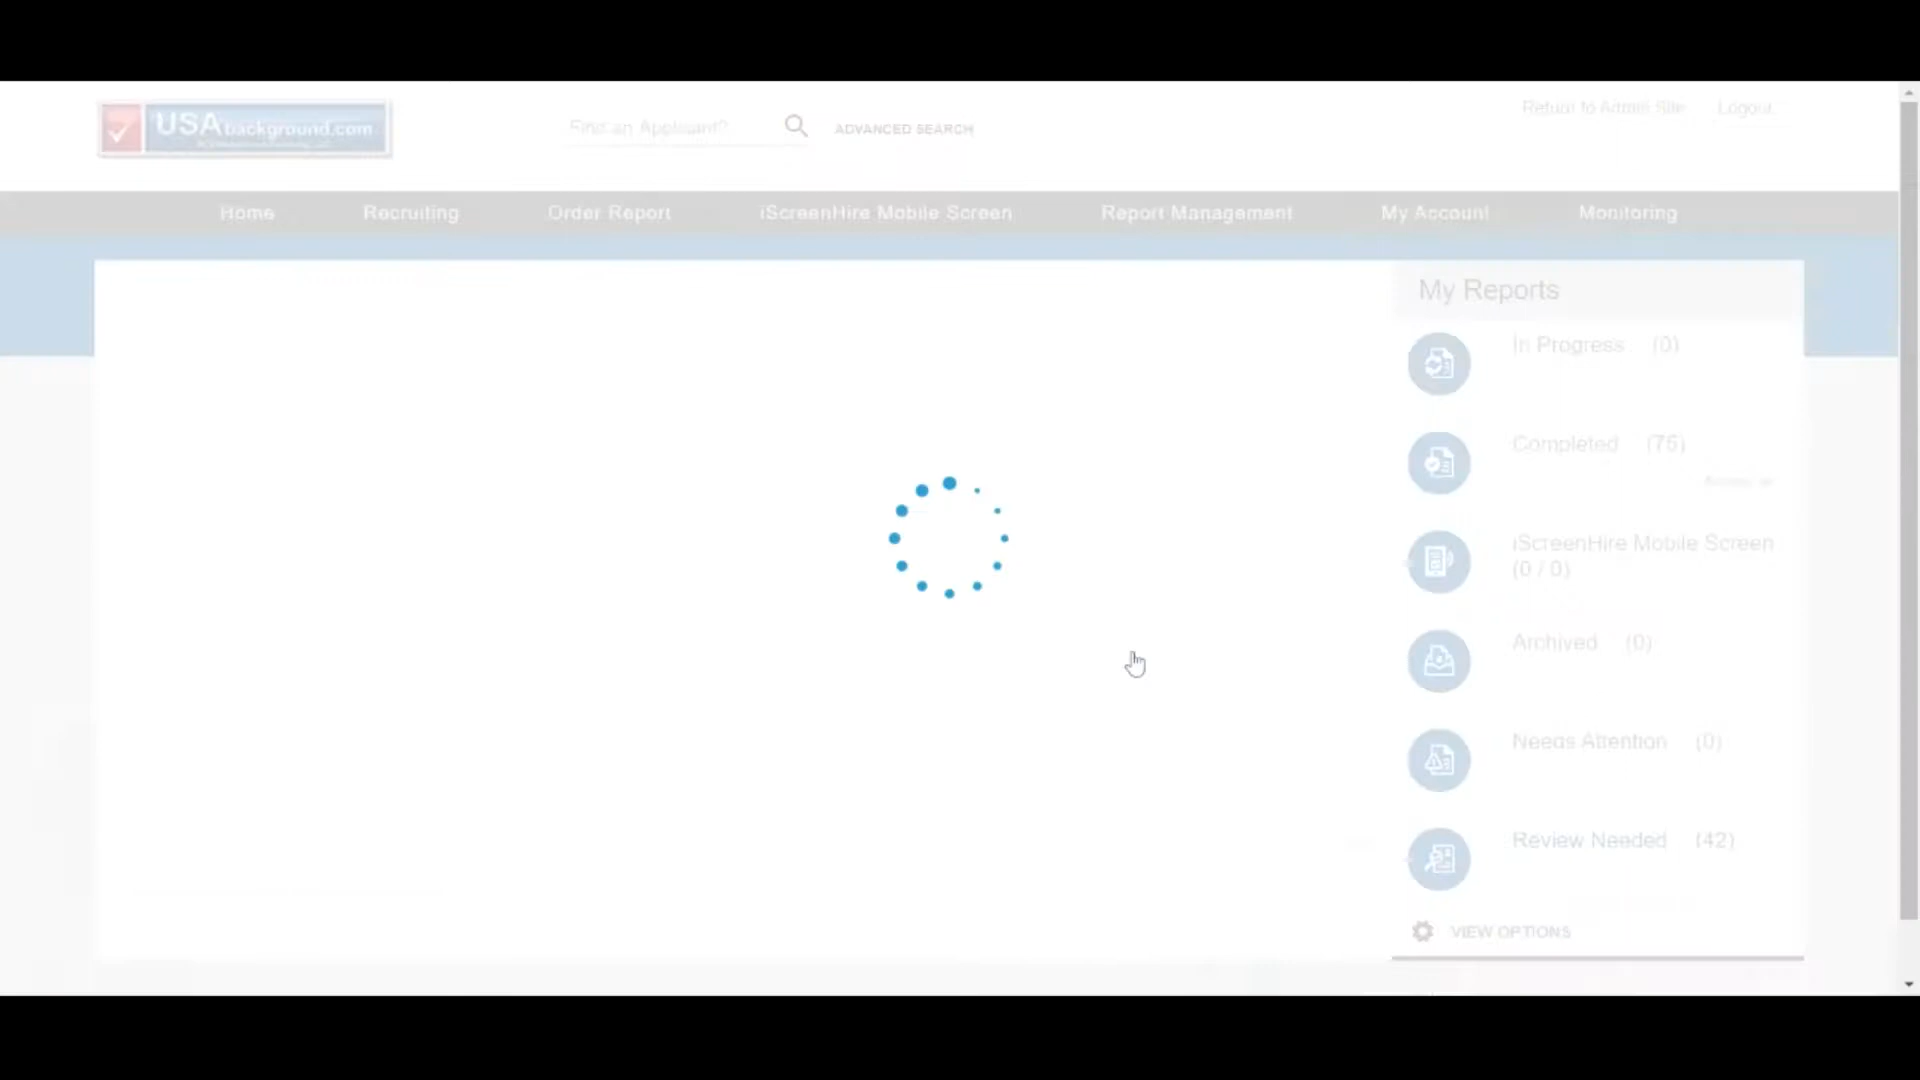 USAbackground.com
Find an Applicant?
ADVANCED SEARCH
Return to Admin Site
Logout
Home
Recruiting
Order Report
iScreenHire Mobile Screen
Report Management
My Account
Monitoring
My Reports
In Progress (0)
Completed (75)
iScreenHire Mobile Screen
(0 / 0)
Archived (0)
Needs Attention (0)
Review Needed (42)
VIEW OPTIONS